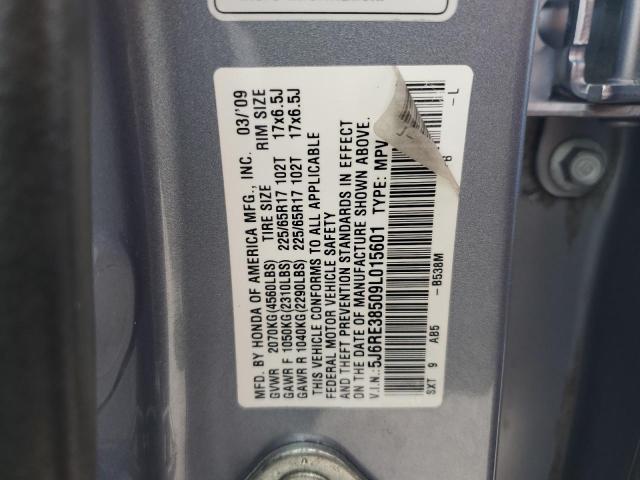 MFD. BY HONDA OF AMERICA MFG., INC. 03/'09
GVWR 2070KG(4560LBS) TIRE SIZE RIM SIZE
GAWR F 1050KG(2310LBS) 225/65R17 102T 17x6.5J
GAWR R 1040KG(2290LBS) 225/65R17 102T 17x6.5J
THIS VEHICLE CONFORMS TO ALL APPLICABLE
FEDERAL MOTOR VEHICLE SAFETY
AND THEFT PREVENTION STANDARDS IN EFFECT
ON THE DATE OF MANUFACTURE SHOWN ABOVE.
V.I.N.: 5J6RE38509L015601 TYPE: MPV
SXT 9 AB5 -B538M -L